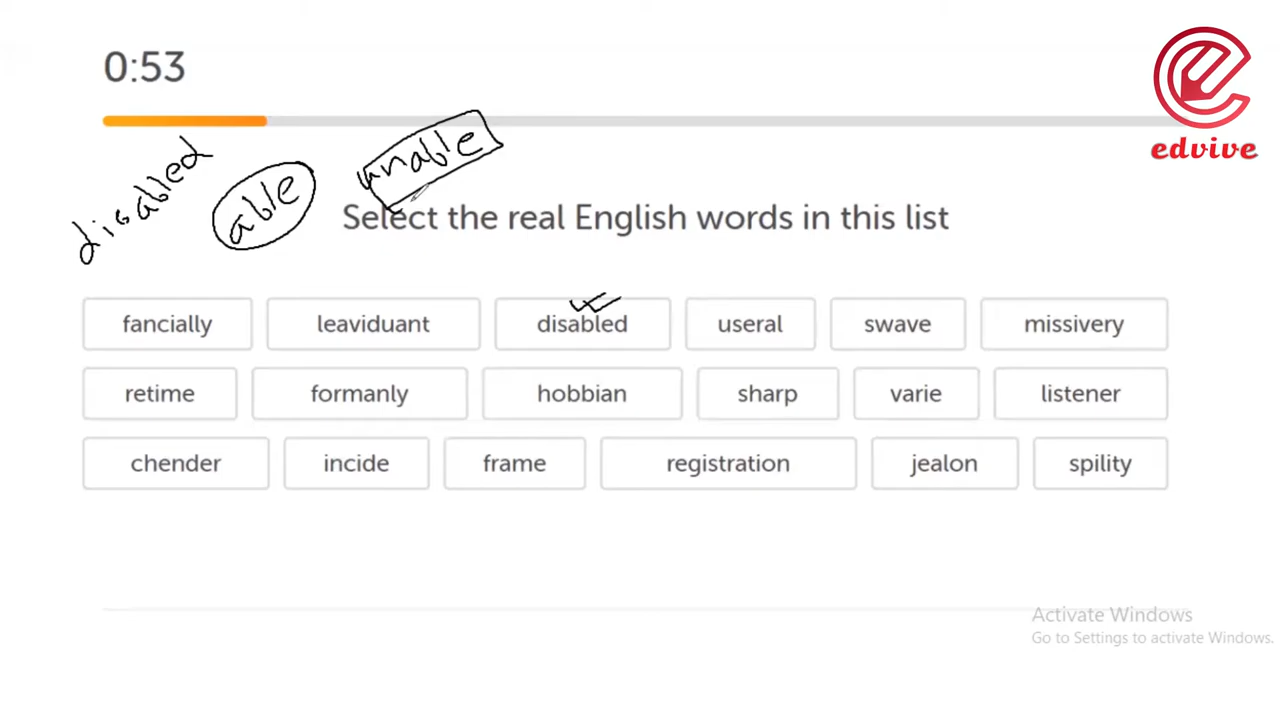 0:53
edvive
disabled able unable
Select the real English words in this list
fancially leaviduant disabled useral swave missivery
retime formanly hobbian sharp varie listener
chender incide frame registration jealon spility
Activate Windows
Go to Settings to activate Windows.